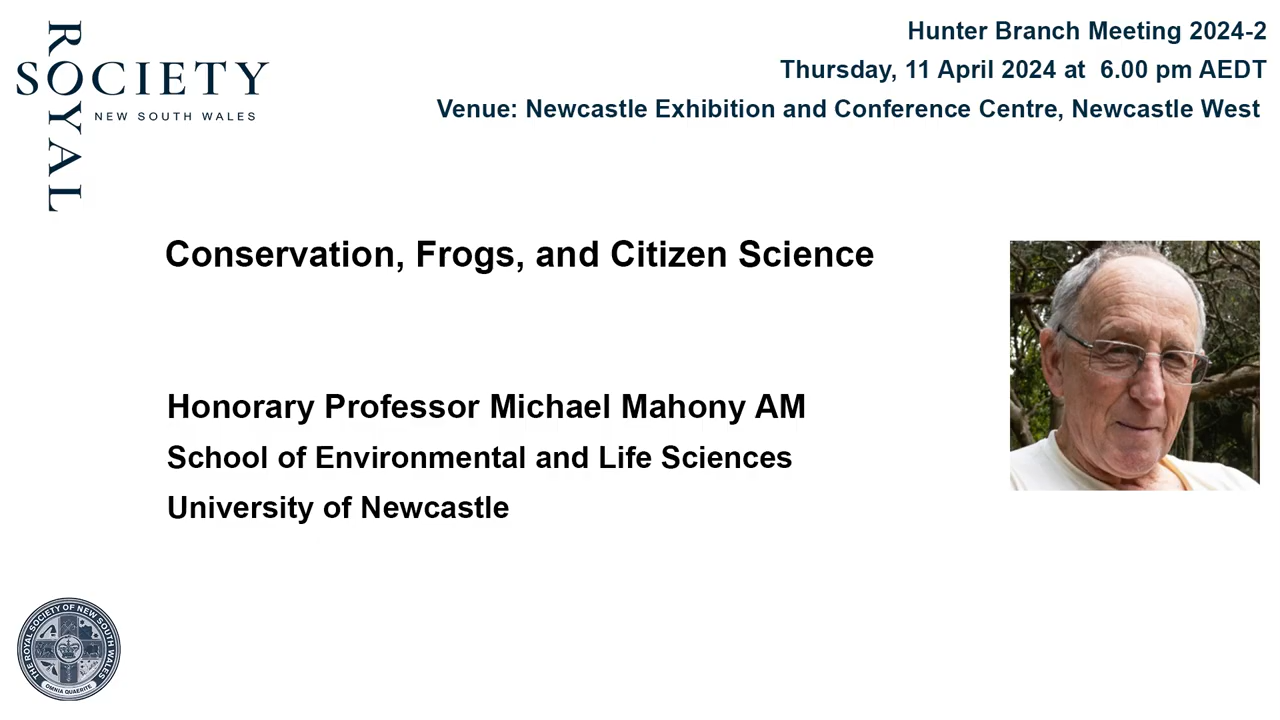 ROYAL
SOCIETY
NEW SOUTH WALES
Hunter Branch Meeting 2024-2
Thursday, 11 April 2024 at  6.00 pm AEDT
Venue: Newcastle Exhibition and Conference Centre, Newcastle West
Conservation, Frogs, and Citizen Science
Honorary Professor Michael Mahony AM
School of Environmental and Life Sciences
University of Newcastle
THE ROYAL SOCIETY OF NEW SOUTH WALES
OMNIA QUAERITE